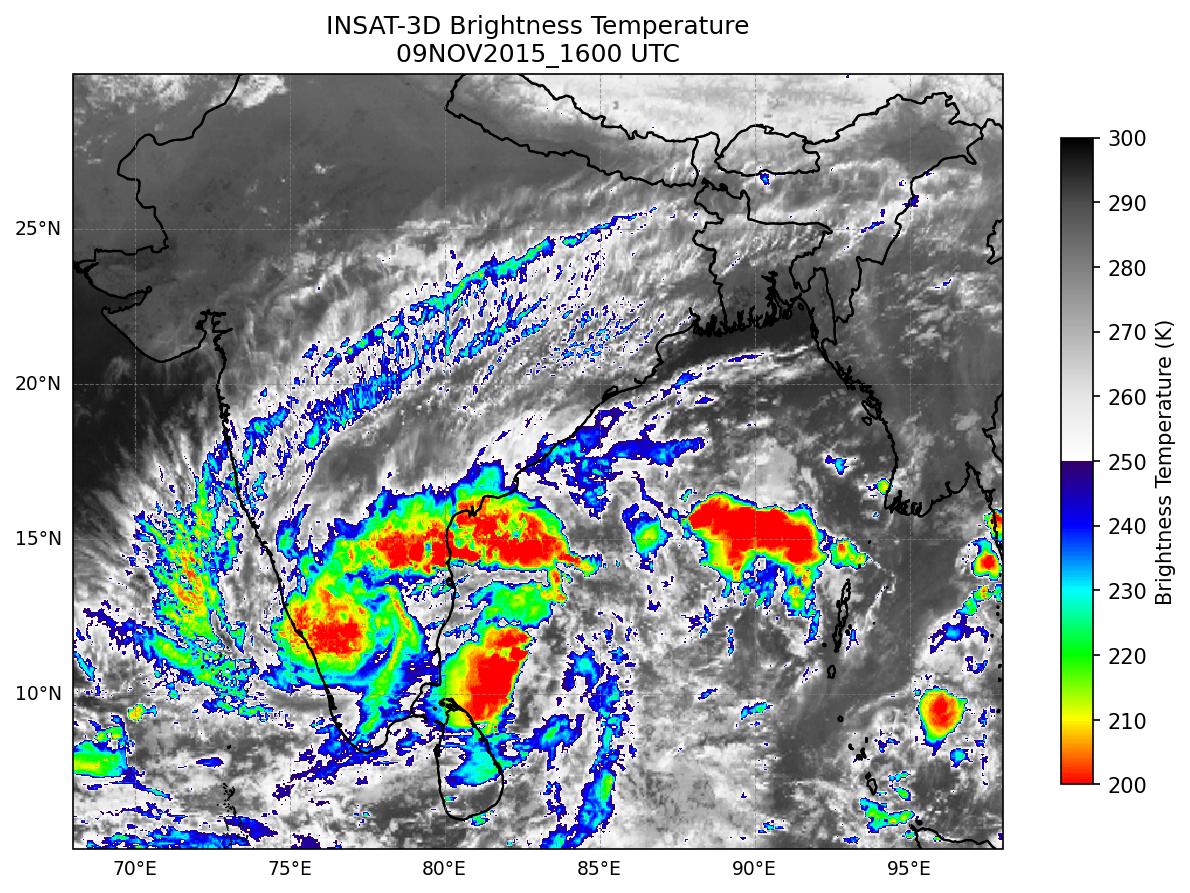 INSAT-3D Brightness Temperature
09NOV2015_1600 UTC
25°N
20°N
15°N
10°N
70°E
75°E
80°E
85°E
90°E
95°E
300
290
280
270
260
250
240
230
220
210
200
Brightness Temperature (K)